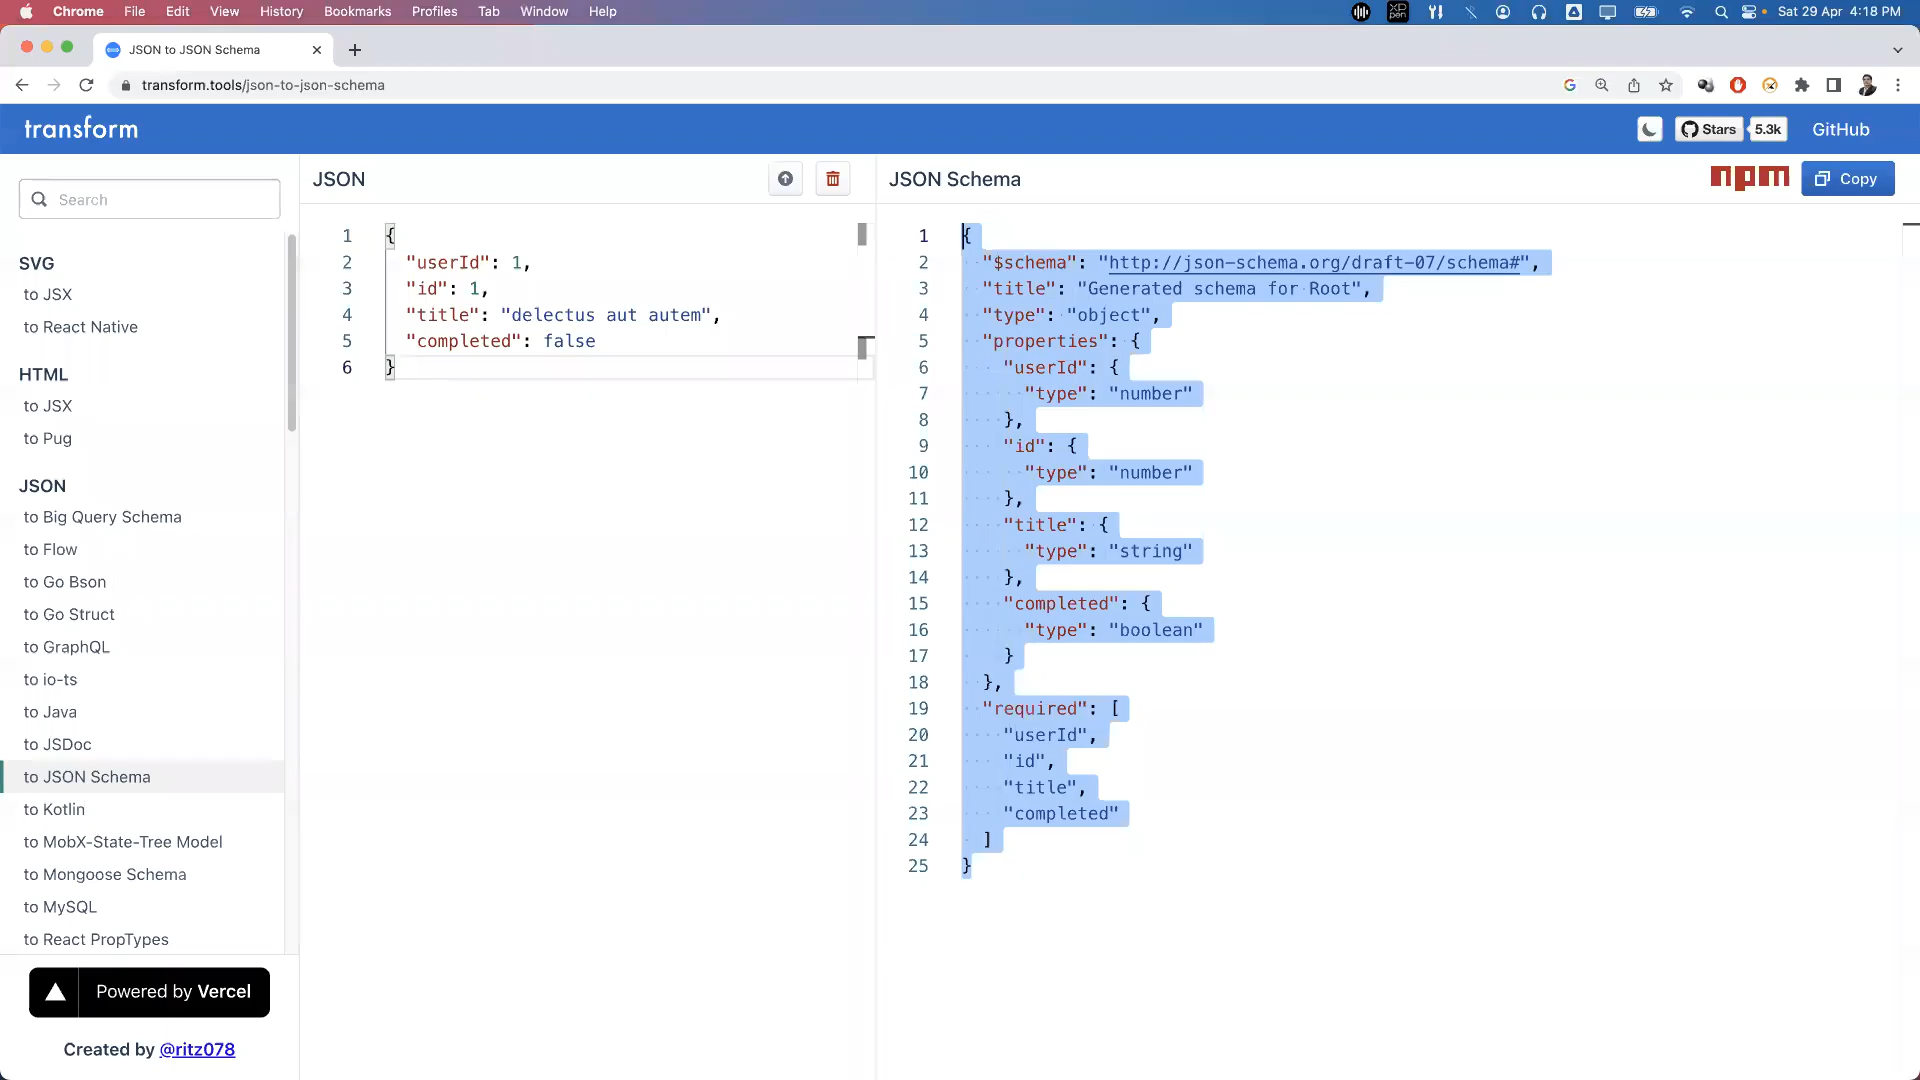 Chrome File Edit View History Bookmarks Profiles Tab Window Help
XP pen
Sat 29 Apr 4:18 PM
JSON to JSON Schema
transform.tools/json-to-json-schema
transform
Stars 5.3k GitHub
Search
SVG
to JSX
to React Native
HTML
to JSX
to Pug
JSON
to Big Query Schema
to Flow
to Go Bson
to Go Struct
to GraphQL
to io-ts
to Java
to JSDoc
to JSON Schema
to Kotlin
to MobX-State-Tree Model
to Mongoose Schema
to MySQL
to React PropTypes
Powered by Vercel
Created by @ritz078
JSON
1 {
2 "userId": 1,
3 "id": 1,
4 "title": "delectus aut autem",
5 "completed": false
6 }
JSON Schema
npm Copy
1 {
2 "$schema": "http://json-schema.org/draft-07/schema#",
3 "title": "Generated schema for Root",
4 "type": "object",
5 "properties": {
6 "userId": {
7 "type": "number"
8 },
9 "id": {
10 "type": "number"
11 },
12 "title": {
13 "type": "string"
14 },
15 "completed": {
16 "type": "boolean"
17 }
18 },
19 "required": [
20 "userId",
21 "id",
22 "title",
23 "completed"
24 ]
25 }